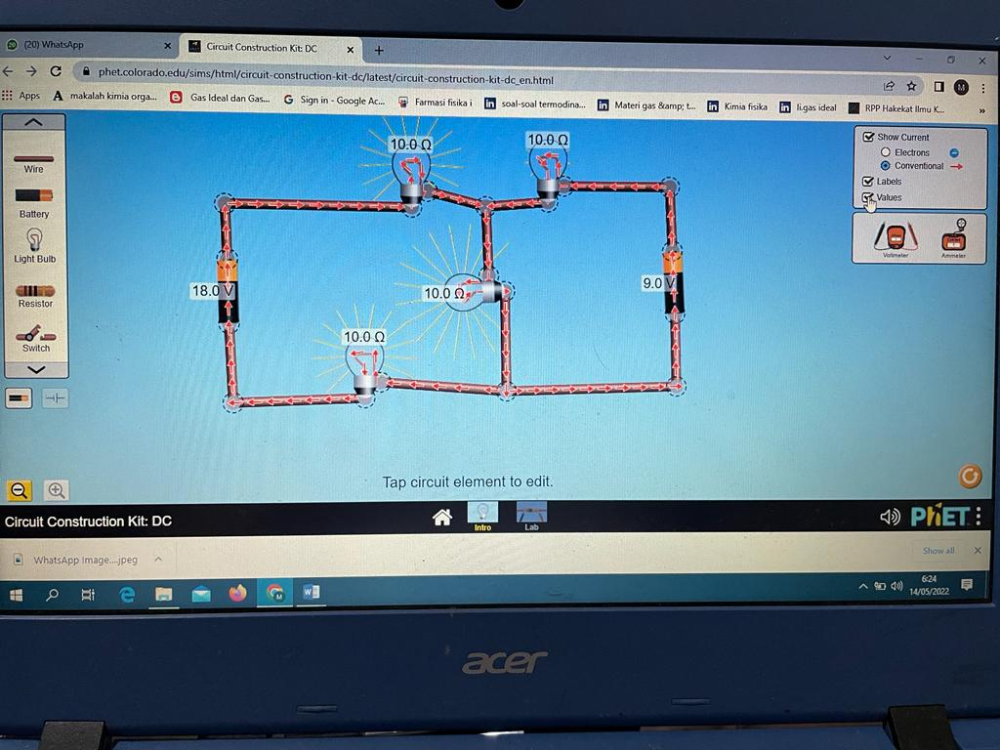 (20) WhatsApp
Circuit Construction Kit: DC
phet.colorado.edu/sims/html/circuit-construction-kit-dc/latest/circuit-construction-kit-dc_en.html
Apps
makalah kimia orga...
Gas Ideal dan Gas...
Sign in - Google Ac...
Farmasi fisika i
soal-soal termodina...
Materi gas &amp; t...
Kimia fisika
li.gas ideal
RPP Hakekat Ilmu K...
»
M
Wire
Battery
Light Bulb
Resistor
Switch
10.0 Ω
10.0 Ω
18.0 V
10.0 Ω
9.0 V
10.0 Ω
Show Current
Electrons
Conventional
Labels
Values
Voltmeter
Ammeter
Tap circuit element to edit.
Circuit Construction Kit: DC
Intro
Lab
PhET
WhatsApp Image....jpeg
Show all
6:24
14/05/2022
acer